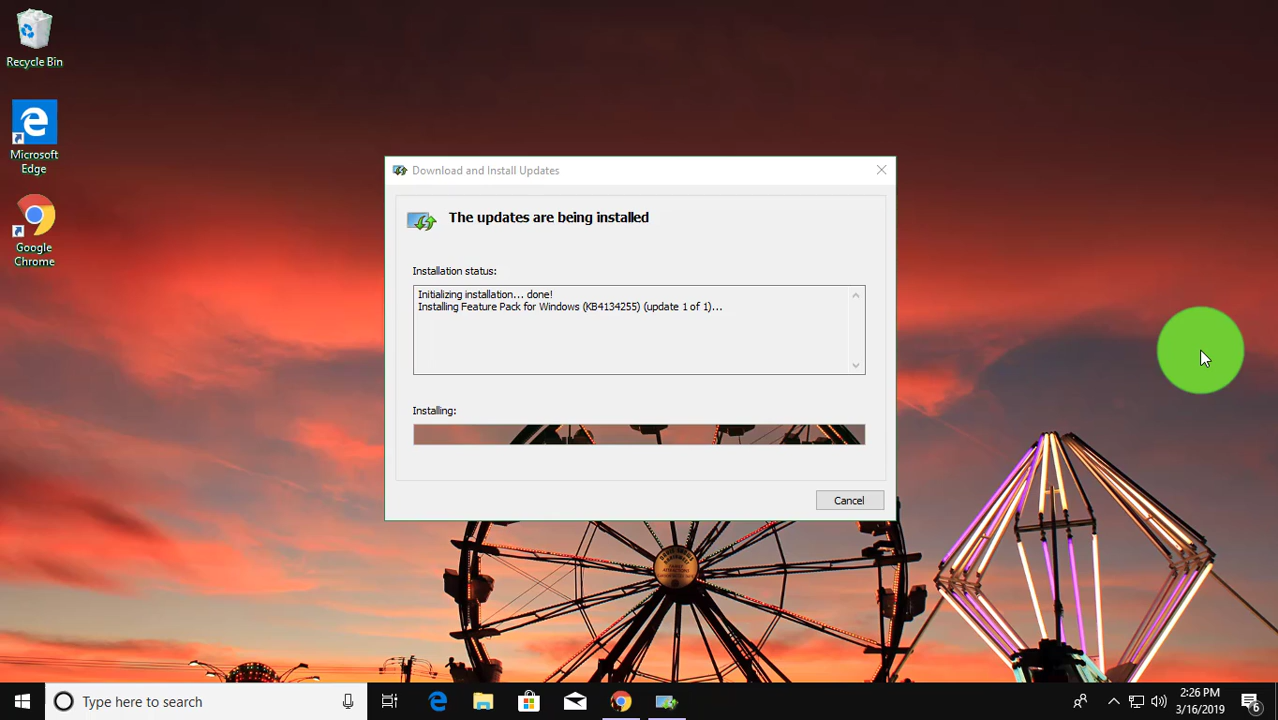 Recycle Bin
Microsoft
Edge
Google
Chrome
Download and Install Updates
The updates are being installed
Installation status:
Initializing installation... done!
Installing Feature Pack for Windows (KB4134255) (update 1 of 1)...
Installing:
Cancel
Type here to search
2:26 PM
3/16/2019
6